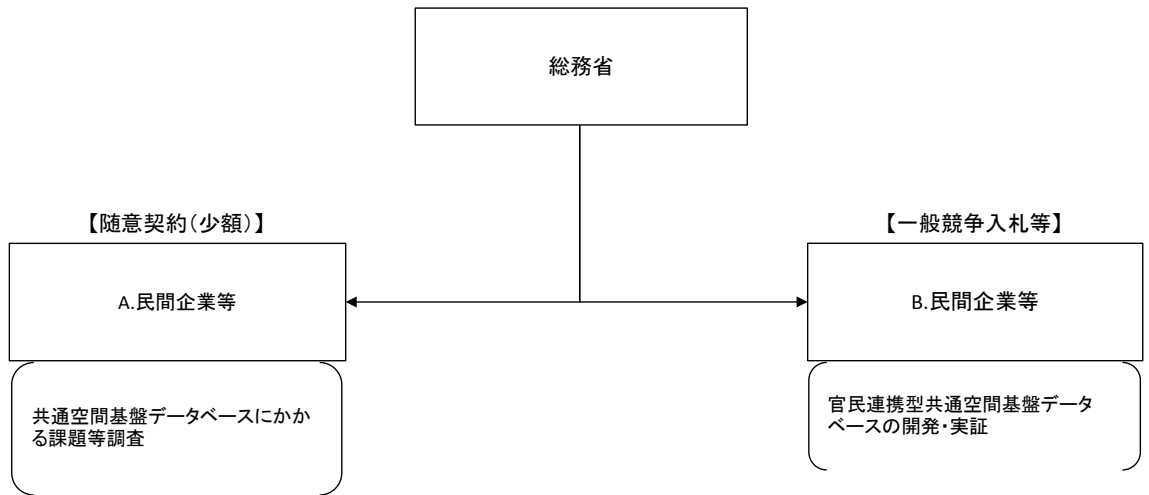 総務省
【随意契約(少額)】
A.民間企業等
共通空間基盤データベースにかか
る課題等調査
【一般競争入札等】
B.民間企業等
官民連携型共通空間基盤データ
ベースの開発・実証